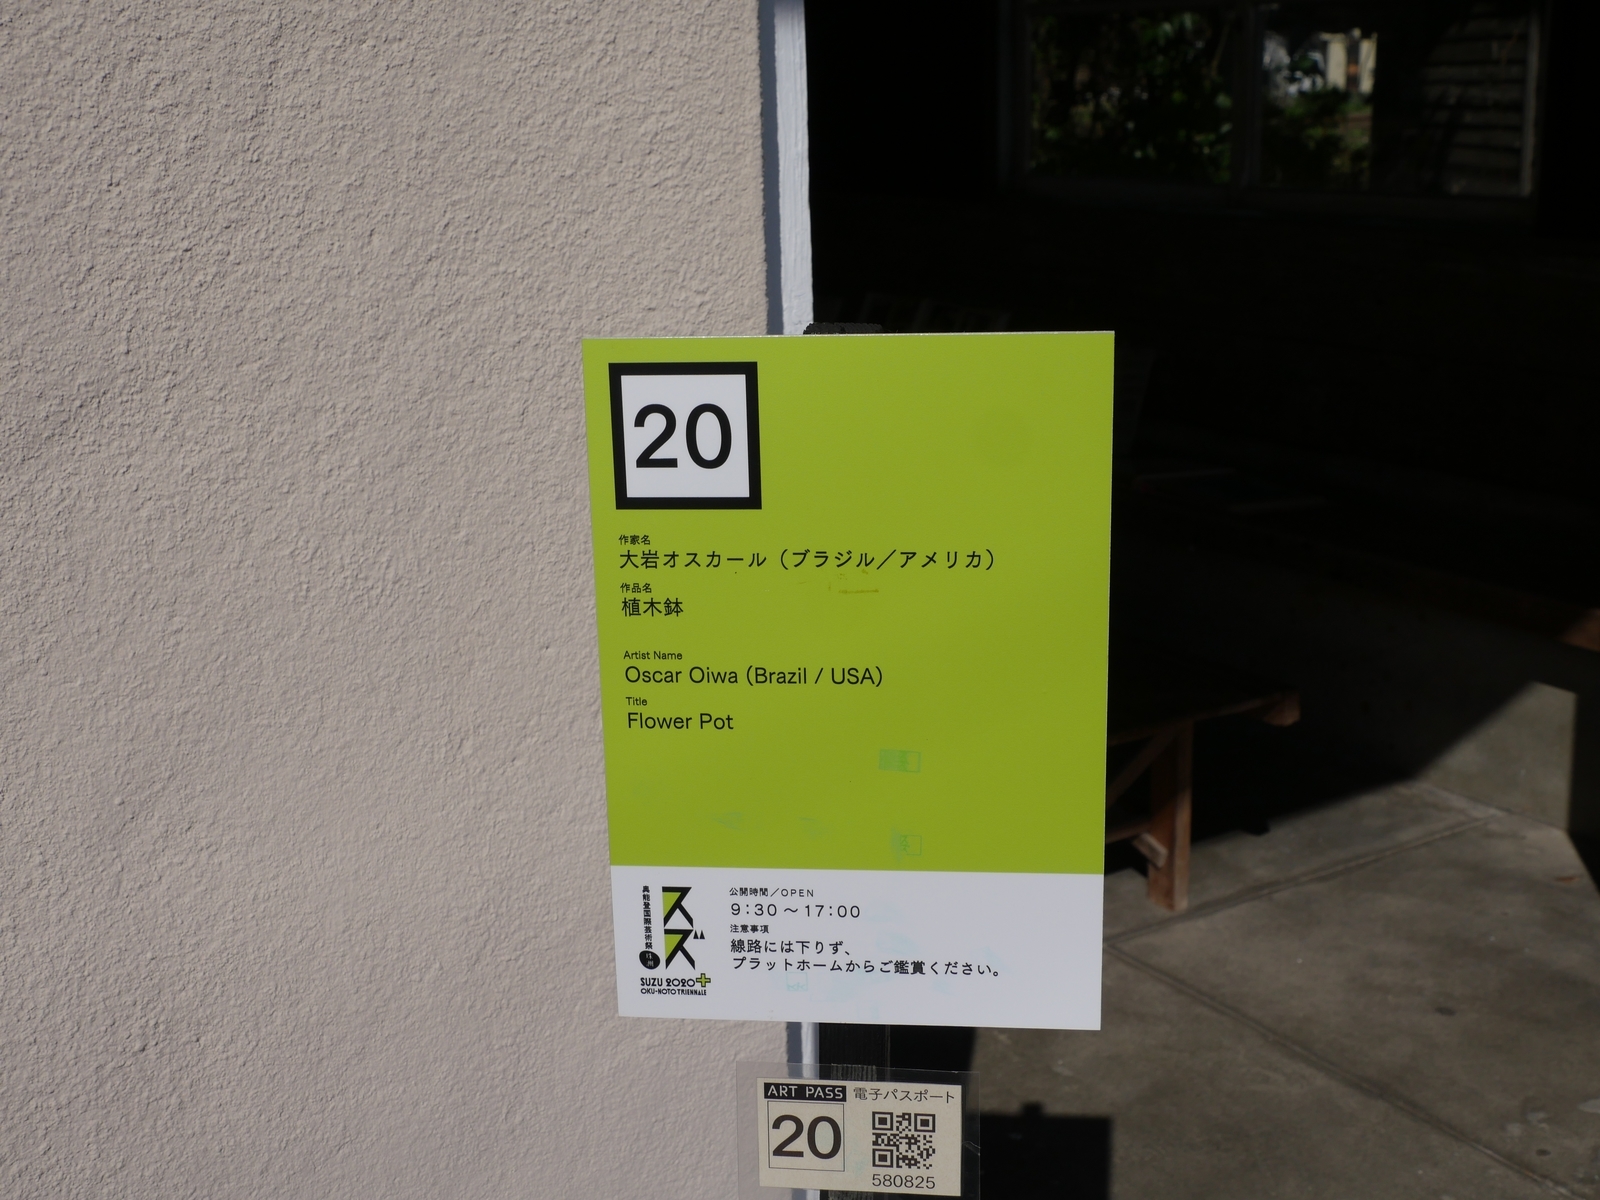 20
作家名
大岩オスカール（ブラジル／アメリカ）
作品名
植木鉢
Artist Name
Oscar Oiwa (Brazil / USA)
Title
Flower Pot
奥能登国際芸術祭
珠洲
スズ
SUZU 2020+
OKU-NOTO TRIENNALE
公開時間／OPEN
9:30～17:00
注意事項
線路には下りず、
プラットホームからご鑑賞ください。
ART PASS 電子パスポート
20
580825